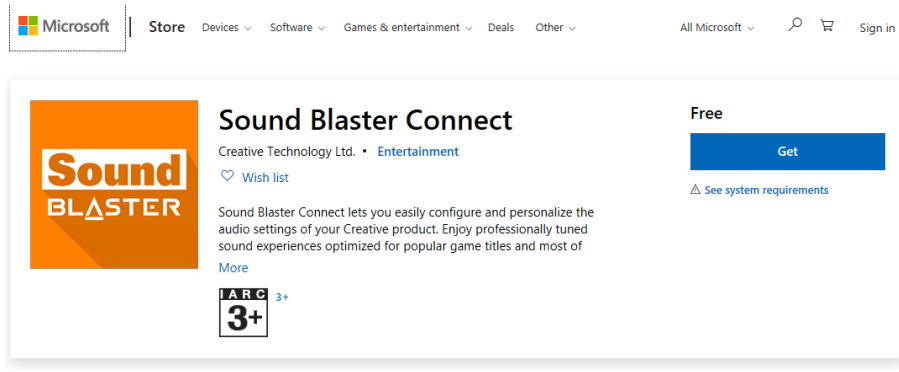 Microsoft Store Devices Software Games & entertainment Deals Other All Microsoft Sign in
Sound BLASTER
Sound Blaster Connect
Creative Technology Ltd. • Entertainment
Wish list
Sound Blaster Connect lets you easily configure and personalize the
audio settings of your Creative product. Enjoy professionally tuned
sound experiences optimized for popular game titles and most of
More
IARC
3+
3+
Free
Get
See system requirements